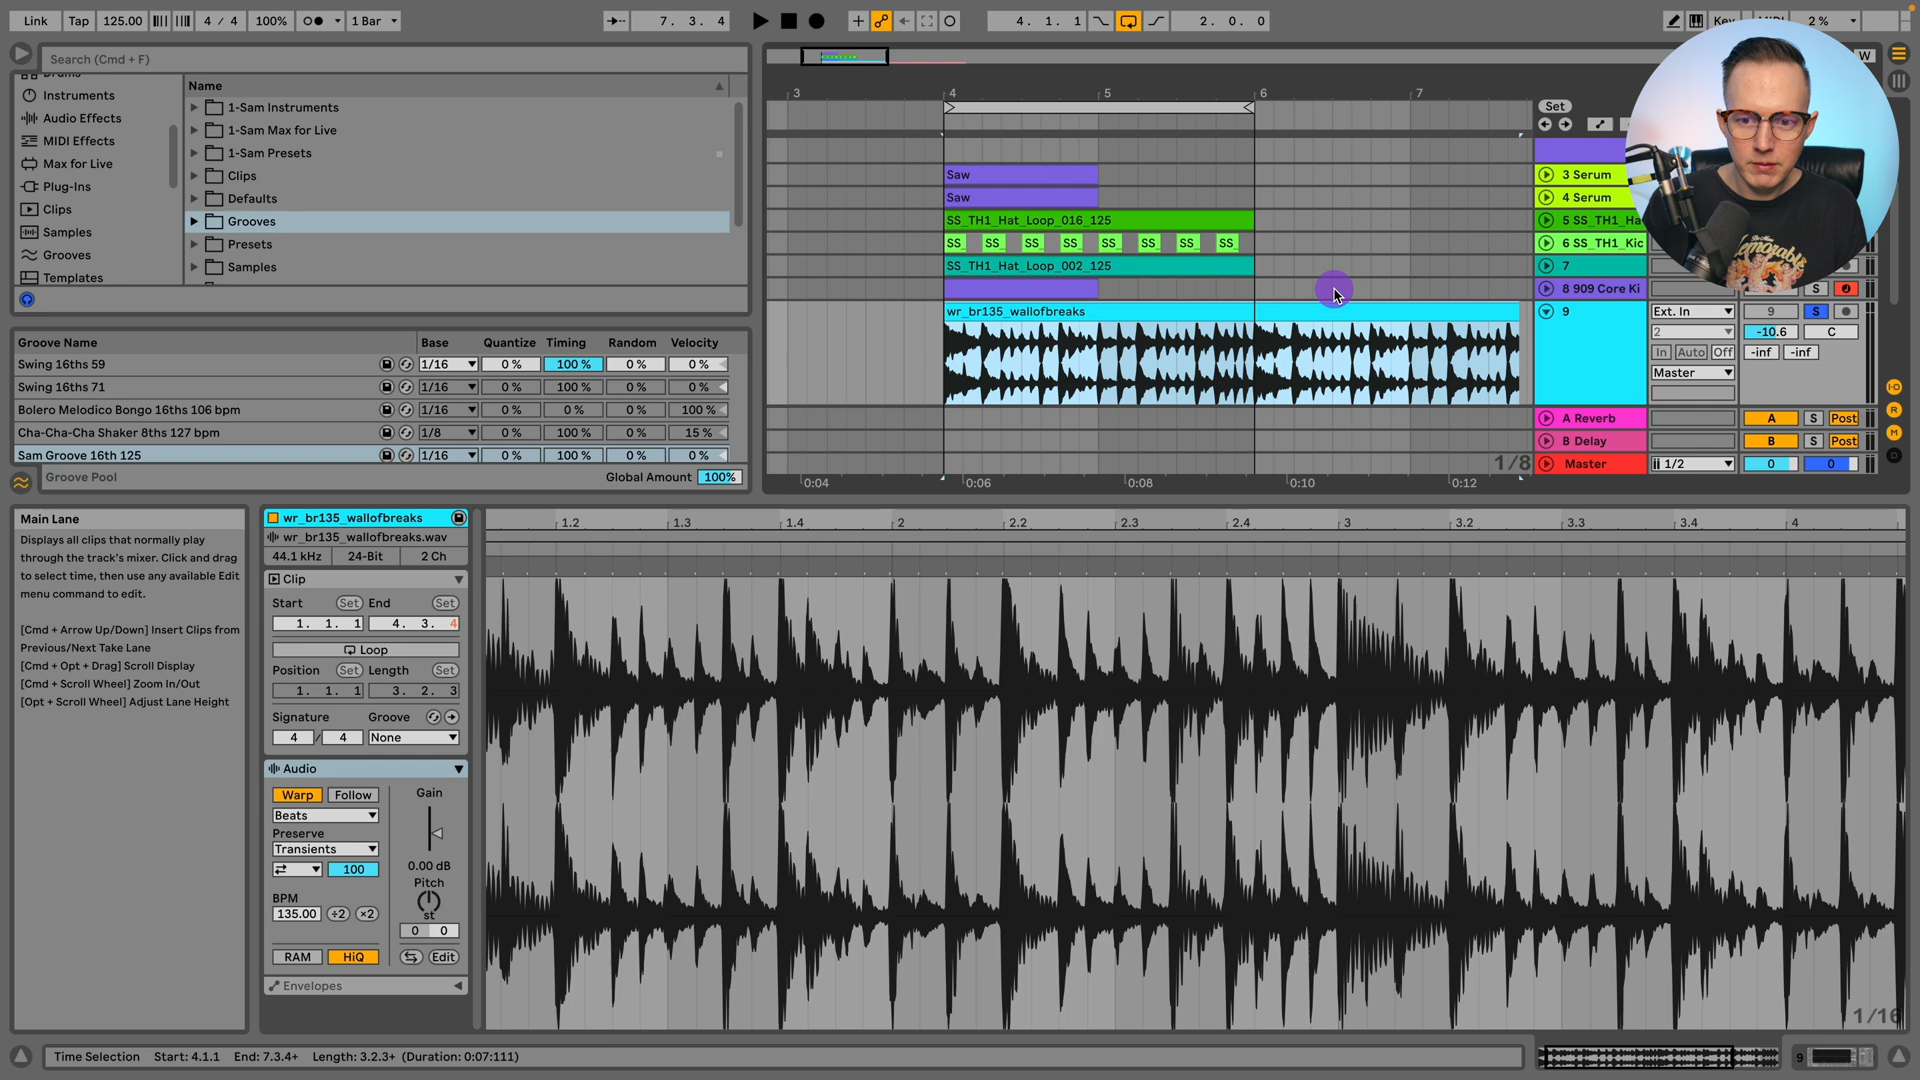 Link Tap 125.00 4 / 4 100% 1 Bar 7. 3. 4 4. 1. 1 2. 0. 0 Key MIDI 2 %
Search (Cmd + F)
W
Drums
Instruments
Audio Effects
MIDI Effects
Max for Live
Plug-Ins
Clips
Samples
Grooves
Templates
Name
1-Sam Instruments
1-Sam Max for Live
1-Sam Presets
Clips
Defaults
Grooves
Presets
Samples
3 4 5 6 7
Set
Saw
Saw
SS_TH1_Hat_Loop_016_125
SS_ SS_ SS_ SS_ SS_ SS_ SS_ SS_
SS_TH1_Hat_Loop_002_125
wr_br135_wallofbreaks
3 Serum
4 Serum
5 SS_TH1_Ha
6 SS_TH1_Kic
7
8 909 Core Ki S
9 Ext. In 9 S
2 -10.6 C
In Auto Off -inf -inf
Master
A Reverb A S Post
B Delay B S Post
Master 1/2 0 0
1/8
0:04 0:06 0:08 0:10 0:12
I-O
R
M
D
Groove Name Base Quantize Timing Random Velocity
Swing 16ths 59 1/16 0 % 100 % 0 % 0 %
Swing 16ths 71 1/16 0 % 100 % 0 % 0 %
Bolero Melodico Bongo 16ths 106 bpm 1/16 0 % 0 % 0 % 100 %
Cha-Cha-Cha Shaker 8ths 127 bpm 1/8 0 % 100 % 0 % 15 %
Sam Groove 16th 125 1/16 0 % 100 % 0 % 0 %
Groove Pool Global Amount 100%
Main Lane
Displays all clips that normally play
through the track's mixer. Click and drag
to select time, then use any available Edit
menu command to edit.
[Cmd + Arrow Up/Down] Insert Clips from
Previous/Next Take Lane
[Cmd + Opt + Drag] Scroll Display
[Cmd + Scroll Wheel] Zoom In/Out
[Opt + Scroll Wheel] Adjust Lane Height
wr_br135_wallofbreaks
wr_br135_wallofbreaks.wav
44.1 kHz 24-Bit 2 Ch
Clip
Start Set End Set
1. 1. 1 4. 3. 4
Loop
Position Set Length Set
1. 1. 1 3. 2. 3
Signature Groove
4 / 4 None
Audio
Warp Follow Gain
Beats
Preserve
Transients
0.00 dB
100
Pitch
BPM
135.00 ÷2 ×2
st
0 0
RAM HiQ Edit
Envelopes
1.2 1.3 1.4 2 2.2 2.3 2.4 3 3.2 3.3 3.4 4
1/16
Time Selection Start: 4.1.1 End: 7.3.4+ Length: 3.2.3+ (Duration: 0:07:111)
9